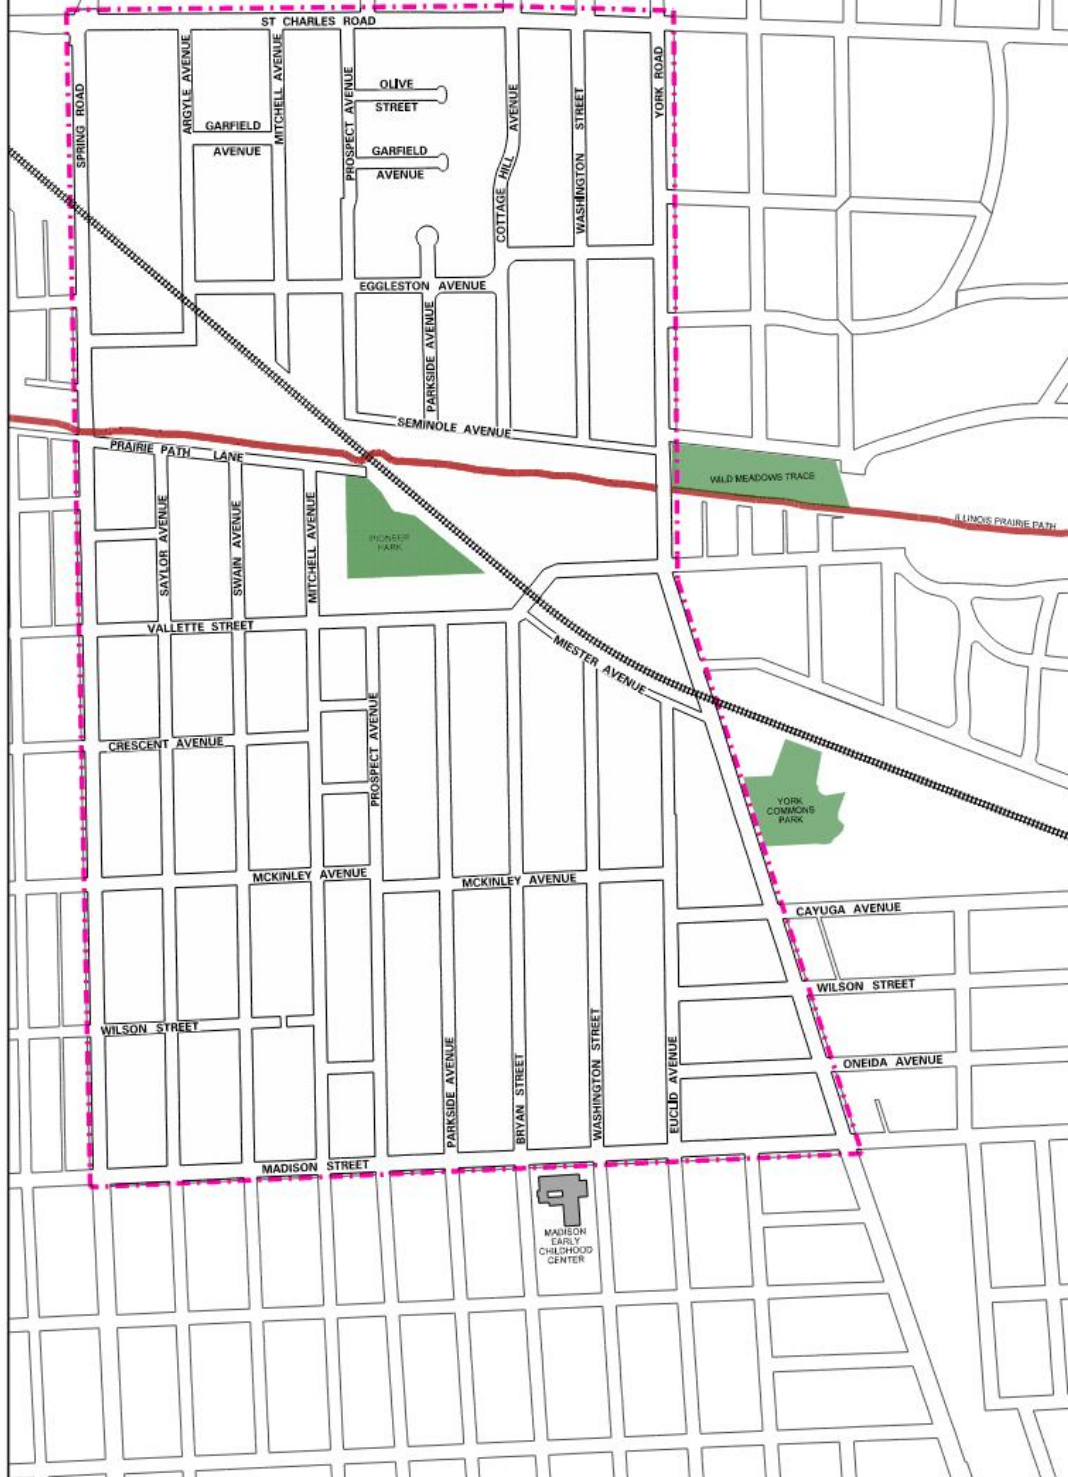 ST CHARLES ROAD
SPRING ROAD
ARGYLE AVENUE
MITCHELL AVENUE
PROSPECT AVENUE
OLIVE
STREET
COTTAGE HILL AVENUE
WASHINGTON STREET
YORK ROAD
GARFIELD
AVENUE
GARFIELD
AVENUE
EGGLESTON AVENUE
PARKSIDE AVENUE
SEMINOLE AVENUE
PRAIRIE PATH LANE
WILD MEADOWS TRACE
ILLINOIS PRAIRIE PATH
SAYLOR AVENUE
SWAIN AVENUE
MITCHELL AVENUE
PIONEER
PARK
VALLETTE STREET
MIESTER AVENUE
CRESCENT AVENUE
PROSPECT AVENUE
YORK
COMMONS
PARK
MCKINLEY AVENUE
MCKINLEY AVENUE
CAYUGA AVENUE
WILSON STREET
WILSON STREET
ONEIDA AVENUE
PARKSIDE AVENUE
BRYAN STREET
WASHINGTON STREET
EUCLID AVENUE
MADISON STREET
MADISON
EARLY
CHILDHOOD
CENTER